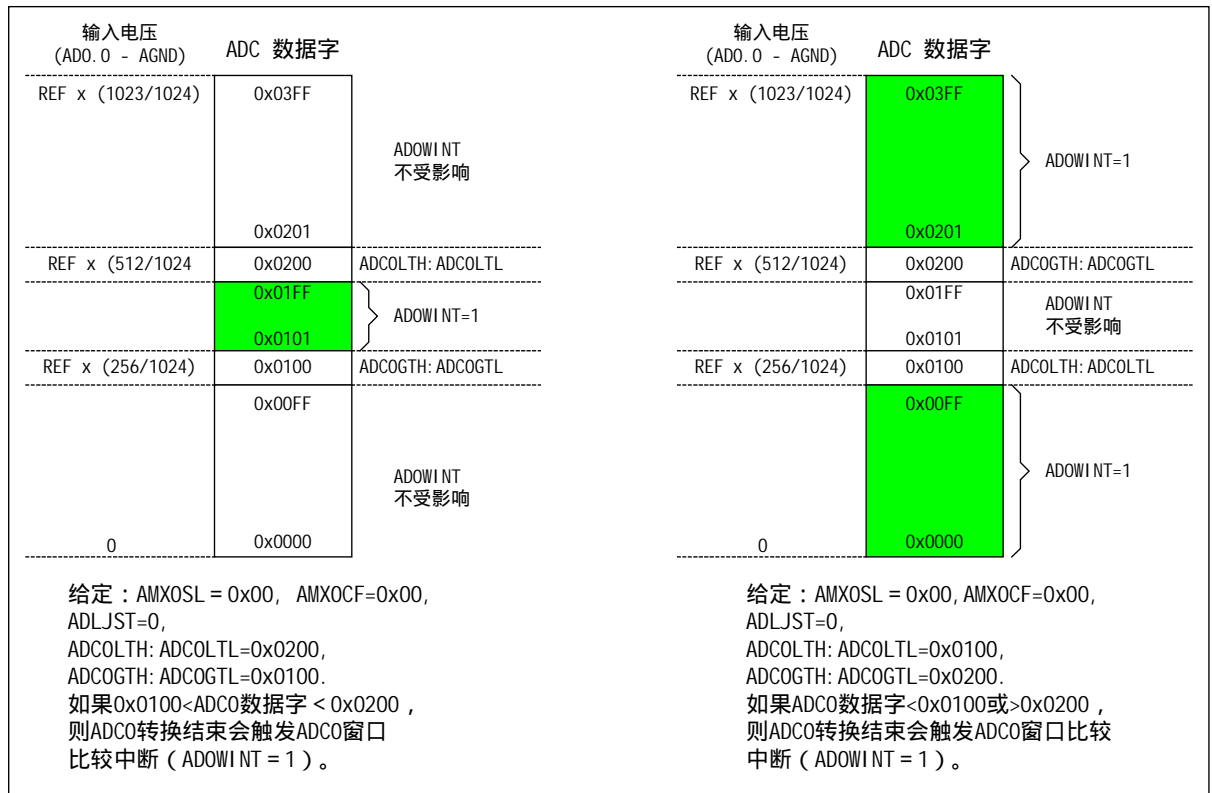 输入电压
(AD0.0 - AGND)
ADC 数据字
REF x (1023/1024)
0x03FF
AD0WINT
不受影响
0x0201
REF x (512/1024
0x0200
ADC0LTH:ADC0LTL
0x01FF
AD0WINT=1
0x0101
REF x (256/1024)
0x0100
ADC0GTH:ADC0GTL
0x00FF
AD0WINT
不受影响
0
0x0000
给定：AMX0SL＝0x00, AMX0CF=0x00,
ADLJST=0,
ADC0LTH:ADC0LTL=0x0200,
ADC0GTH:ADC0GTL=0x0100.
如果0x0100<ADC0数据字＜0x0200，
则ADC0转换结束会触发ADC0窗口
比较中断（AD0WINT＝1）。
输入电压
(AD0.0 - AGND)
ADC 数据字
REF x (1023/1024)
0x03FF
AD0WINT=1
0x0201
REF x (512/1024)
0x0200
ADC0GTH:ADC0GTL
0x01FF
AD0WINT
不受影响
0x0101
REF x (256/1024)
0x0100
ADC0LTH:ADC0LTL
0x00FF
AD0WINT=1
0
0x0000
给定：AMX0SL＝0x00,AMX0CF=0x00,
ADLJST=0,
ADC0LTH:ADC0LTL=0x0100,
ADC0GTH:ADC0GTL=0x0200.
如果ADC0数据字<0x0100或>0x0200，
则ADC0转换结束会触发ADC0窗口比较
中断（AD0WINT＝1）。